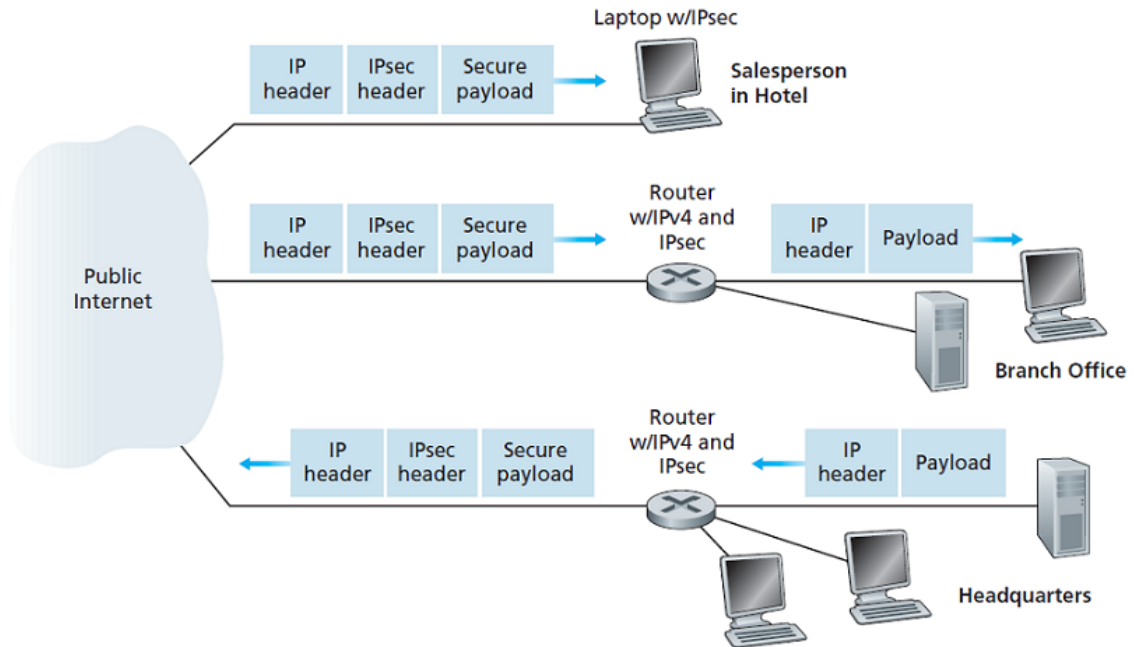 Laptop w/IPsec
IP
header
IPsec
header
Secure
payload
Salesperson
in Hotel
Router
w/IPv4 and
IPsec
IP
header
IPsec
header
Secure
payload
IP
header
Payload
Public
Internet
Branch Office
Router
w/IPv4 and
IPsec
IP
header
IPsec
header
Secure
payload
IP
header
Payload
Headquarters